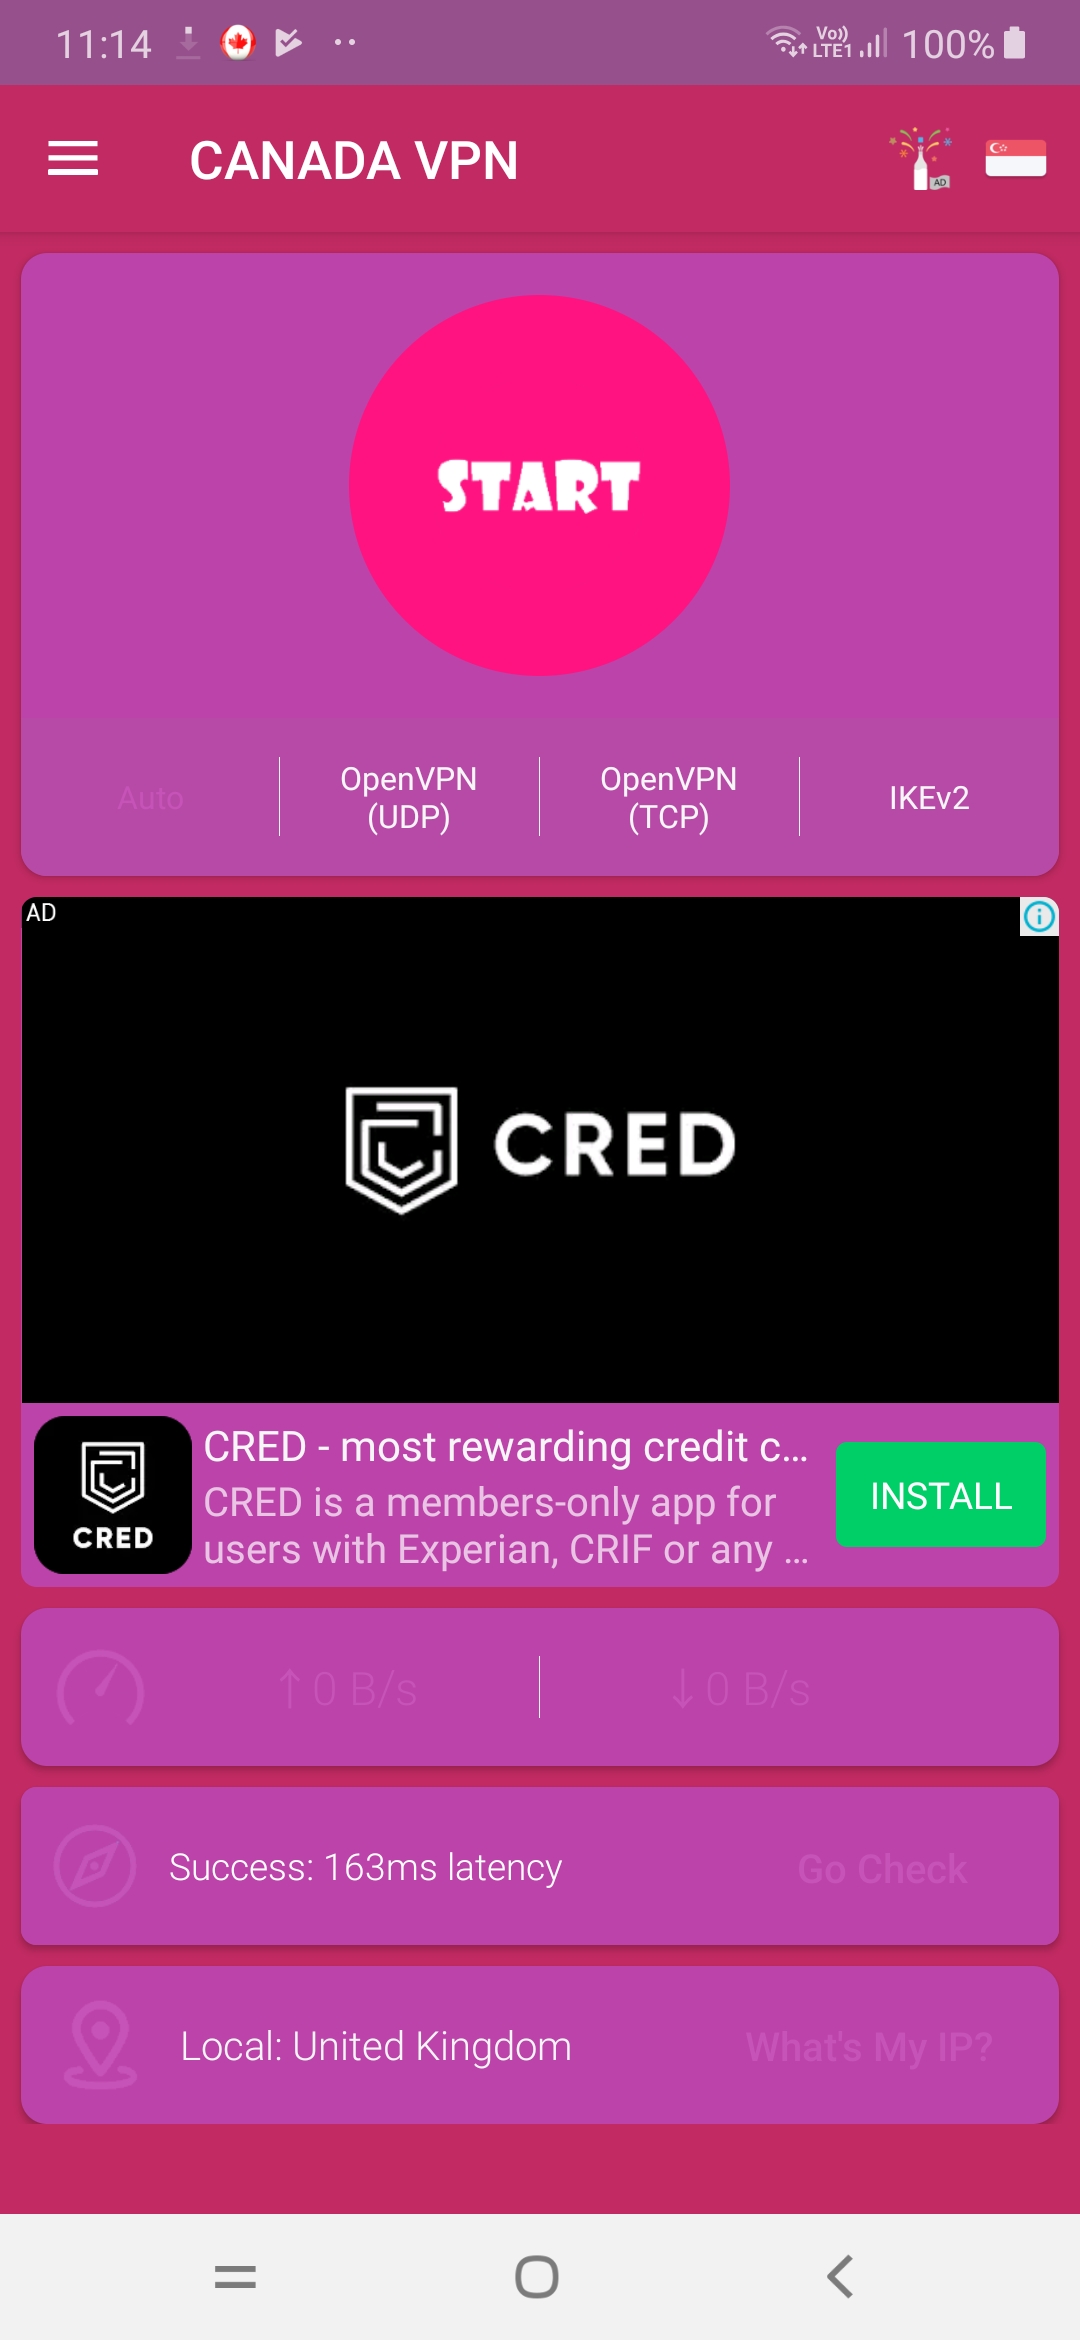 11:14
Vo)) LTE1 100%
CANADA VPN
AD
START
Auto
OpenVPN (UDP)
OpenVPN (TCP)
IKEv2
AD
CRED
CRED - most rewarding credit c...
CRED is a members-only app for
users with Experian, CRIF or any ...
CRED
INSTALL
↑0 B/s
↓0 B/s
Success: 163ms latency
Go Check
Local: United Kingdom
What's My IP?